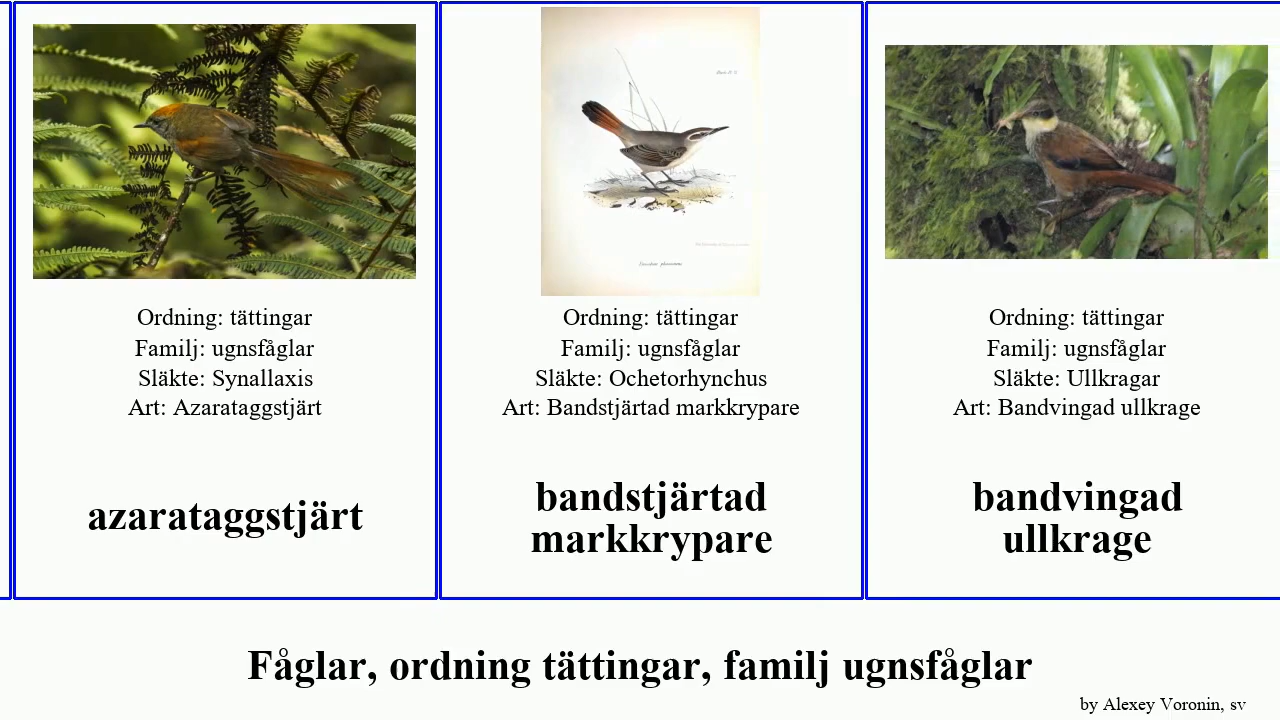 Ordning: tättingar
Familj: ugnsfåglar
Släkte: Synallaxis
Art: Azarataggstjärt
azarataggstjärt
Ordning: tättingar
Familj: ugnsfåglar
Släkte: Ochetorhynchus
Art: Bandstjärtad markkrypare
bandstjärtad
markkrypare
Ordning: tättingar
Familj: ugnsfåglar
Släkte: Ullkragar
Art: Bandvingad ullkrage
bandvingad
ullkrage
Fåglar, ordning tättingar, familj ugnsfåglar
by Alexey Voronin, sv